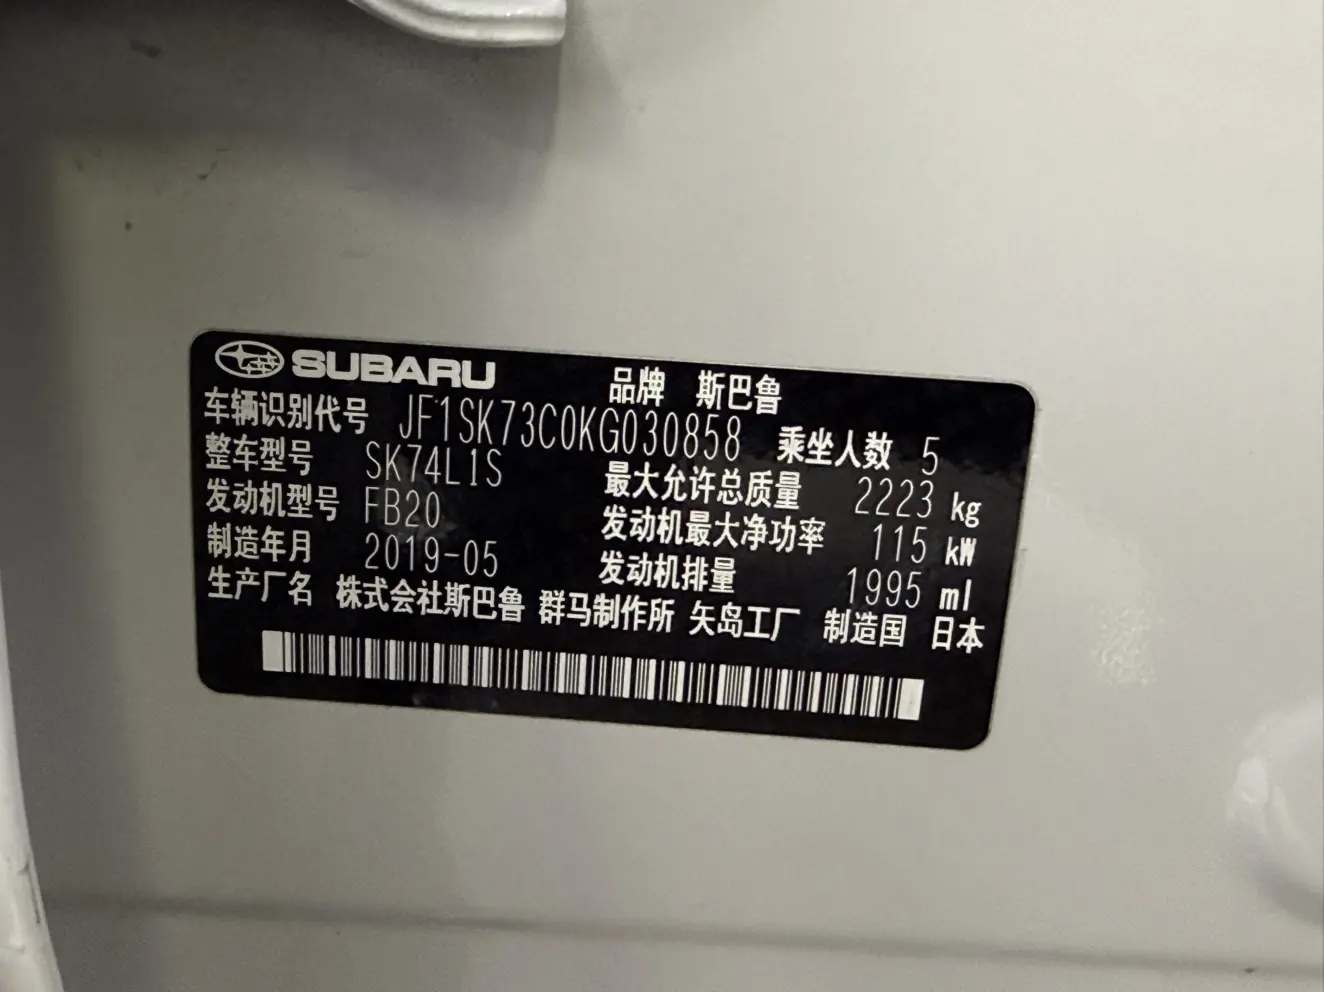 SUBARU 品牌 斯巴鲁
车辆识别代号 JF1SK73C0KG030858 乘坐人数 5
整车型号 SK74L1S 最大允许总质量 2223 kg
发动机型号 FB20 发动机最大净功率 115 kW
制造年月 2019-05 发动机排量 1995 ml
生产厂名 株式会社斯巴鲁 群马制作所 矢岛工厂 制造国 日本